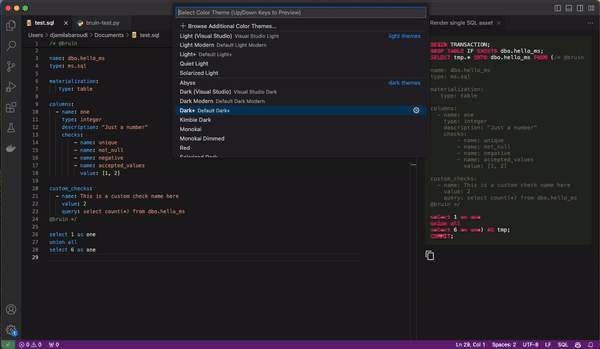 Select Color Theme (Up/Down Keys to Preview)
+ Browse Additional Color Themes...
Light (Visual Studio) Visual Studio Light light themes
Light Modern Default Light Modern
Light+ Default Light+
Quiet Light
Solarized Light
Abyss dark themes
Dark (Visual Studio) Visual Studio Dark
Dark Modern Default Dark Modern
Dark+ Default Dark+
Kimbie Dark
Monokai
Monokai Dimmed
Red
Solarized Dark
test.sql
bruin-test.py
Users > djamilabaroudi > Documents > test.sql
1 /* @bruin
2
3 name: dbo.hello_ms
4 type: ms.sql
5
6 materialization:
7 type: table
8
9 columns:
10 - name: one
11 type: integer
12 description: "Just a number"
13 checks:
14 - name: unique
15 - name: not_null
16 - name: negative
17 - name: accepted_values
18 value: [1, 2]
19
20 custom_checks:
21 - name: This is a custom check name here
22 value: 2
23 query: select count(*) from dbo.hello_ms
24 @bruin */
25
26 select 1 as one
27 union all
28 select 6 as one
29
Render single SQL asset
BEGIN TRANSACTION;
DROP TABLE IF EXISTS dbo.hello_ms;
SELECT tmp.* INTO dbo.hello_ms FROM (/* @bruin
name: dbo.hello_ms
type: ms.sql
materialization:
type: table
columns:
- name: one
type: integer
description: "Just a number"
checks:
- name: unique
- name: not_null
- name: negative
- name: accepted_values
value: [1, 2]
custom_checks:
- name: This is a custom check name here
value: 2
query: select count(*) from dbo.hello_ms
@bruin */
select 1 as one
union all
select 6 as one) AS tmp;
COMMIT;
0 0 0
Ln 29, Col 1 Spaces: 2 UTF-8 LF SQL